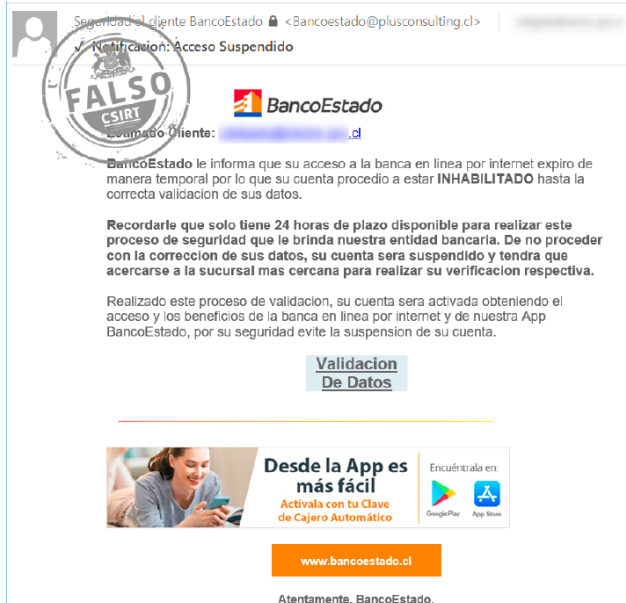 Seguridad al cliente BancoEstado 🔒 <Bancoestado@plusconsulting.cl>
✓ Notificación: Acceso Suspendido
FALSO
CSIRT
BancoEstado
Estimado Cliente: .cl
BancoEstado le informa que su acceso a la banca en linea por internet expiro de
manera temporal por lo que su cuenta procedio a estar INHABILITADO hasta la
correcta validacion de sus datos.
Recordarle que solo tiene 24 horas de plazo disponible para realizar este
proceso de seguridad que le brinda nuestra entidad bancaria. De no proceder
con la correccion de sus datos, su cuenta sera suspendido y tendra que
acercarse a la sucursal mas cercana para realizar su verificacion respectiva.
Realizado este proceso de validacion, su cuenta sera activada obteniendo el
acceso y los beneficios de la banca en linea por internet y de nuestra App
BancoEstado, por su seguridad evite la suspension de su cuenta.
Validacion
De Datos
Desde la App es
más fácil
Actívala con tu Clave
de Cajero Automático
Encuéntrala en:
Google Play
App Store
www.bancoestado.cl
Atentamente, BancoEstado.